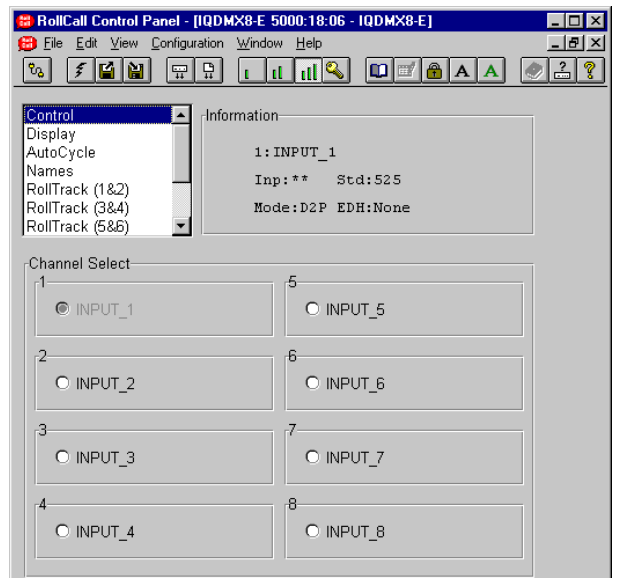 RollCall Control Panel - [IQDMX8-E 5000:18:06 - IQDMX8-E]
File Edit View Configuration Window Help
A A ? ?
Control
Display
AutoCycle
Names
RollTrack (1&2)
RollTrack (3&4)
RollTrack (5&6)
Information
1:INPUT_1
Inp:** Std:525
Mode:D2P EDH:None
Channel Select
1
INPUT_1
2
INPUT_2
3
INPUT_3
4
INPUT_4
5
INPUT_5
6
INPUT_6
7
INPUT_7
8
INPUT_8